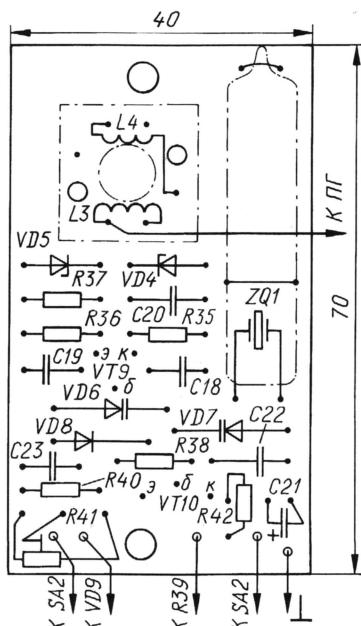 40
L4
К ПГ
L3
VD5
R37
VD4
70
C20
R35
ZQ1
R36
C19
э к
VT9
C18
б
VD6
VD7
C22
VD8
C23
R38
R40
э б к
VT10
R42
C21
R41
+
К SA2
К VD9
К R39
К SA2